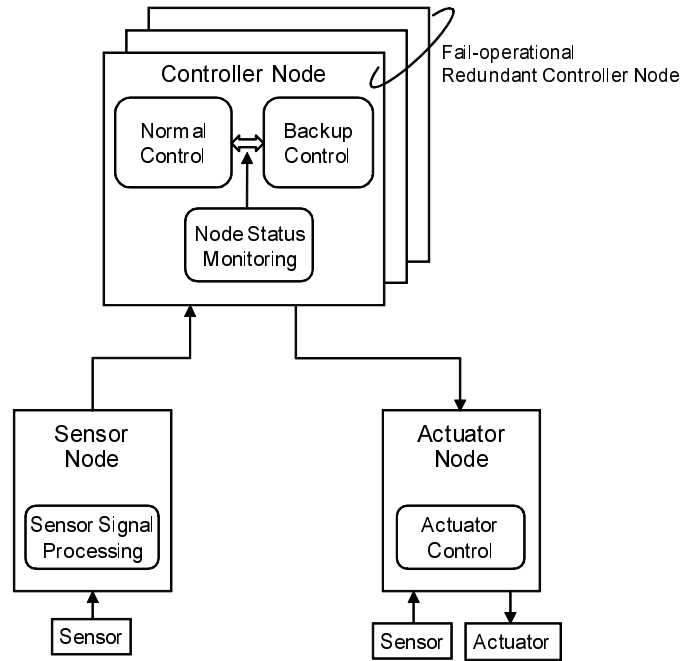 Fail-operational
Redundant Controller Node
Controller Node
Normal
Control
Backup
Control
Node Status
Monitoring
Sensor
Node
Sensor Signal
Processing
Sensor
Actuator
Node
Actuator
Control
Sensor
Actuator